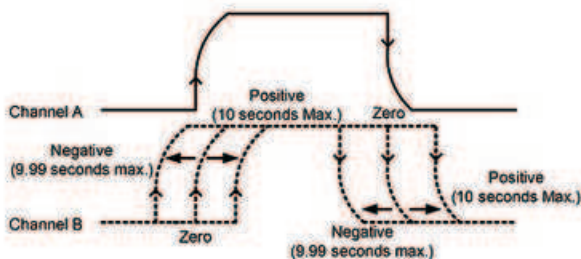 Positive
(10 seconds Max.)
Channel A
Zero
Negative
(9.99 seconds max.)
Positive
(10 seconds Max.)
Channel B
Zero
Negative
(9.99 seconds max.)